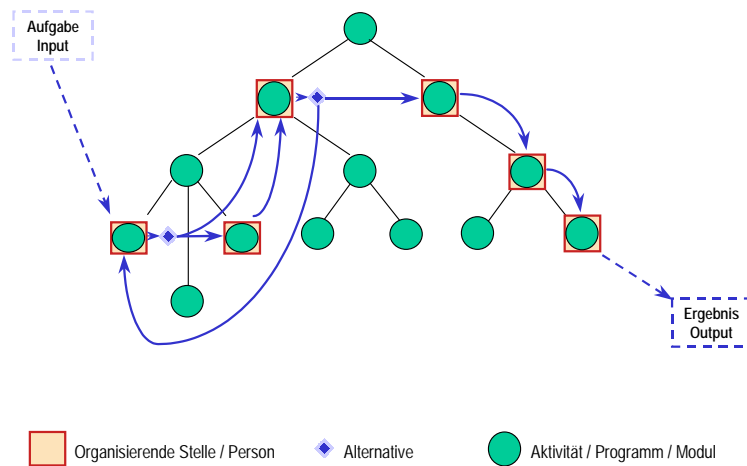 Aufgabe
Input
Ergebnis
Output
Organisierende Stelle / Person
Alternative
Aktivität / Programm / Modul